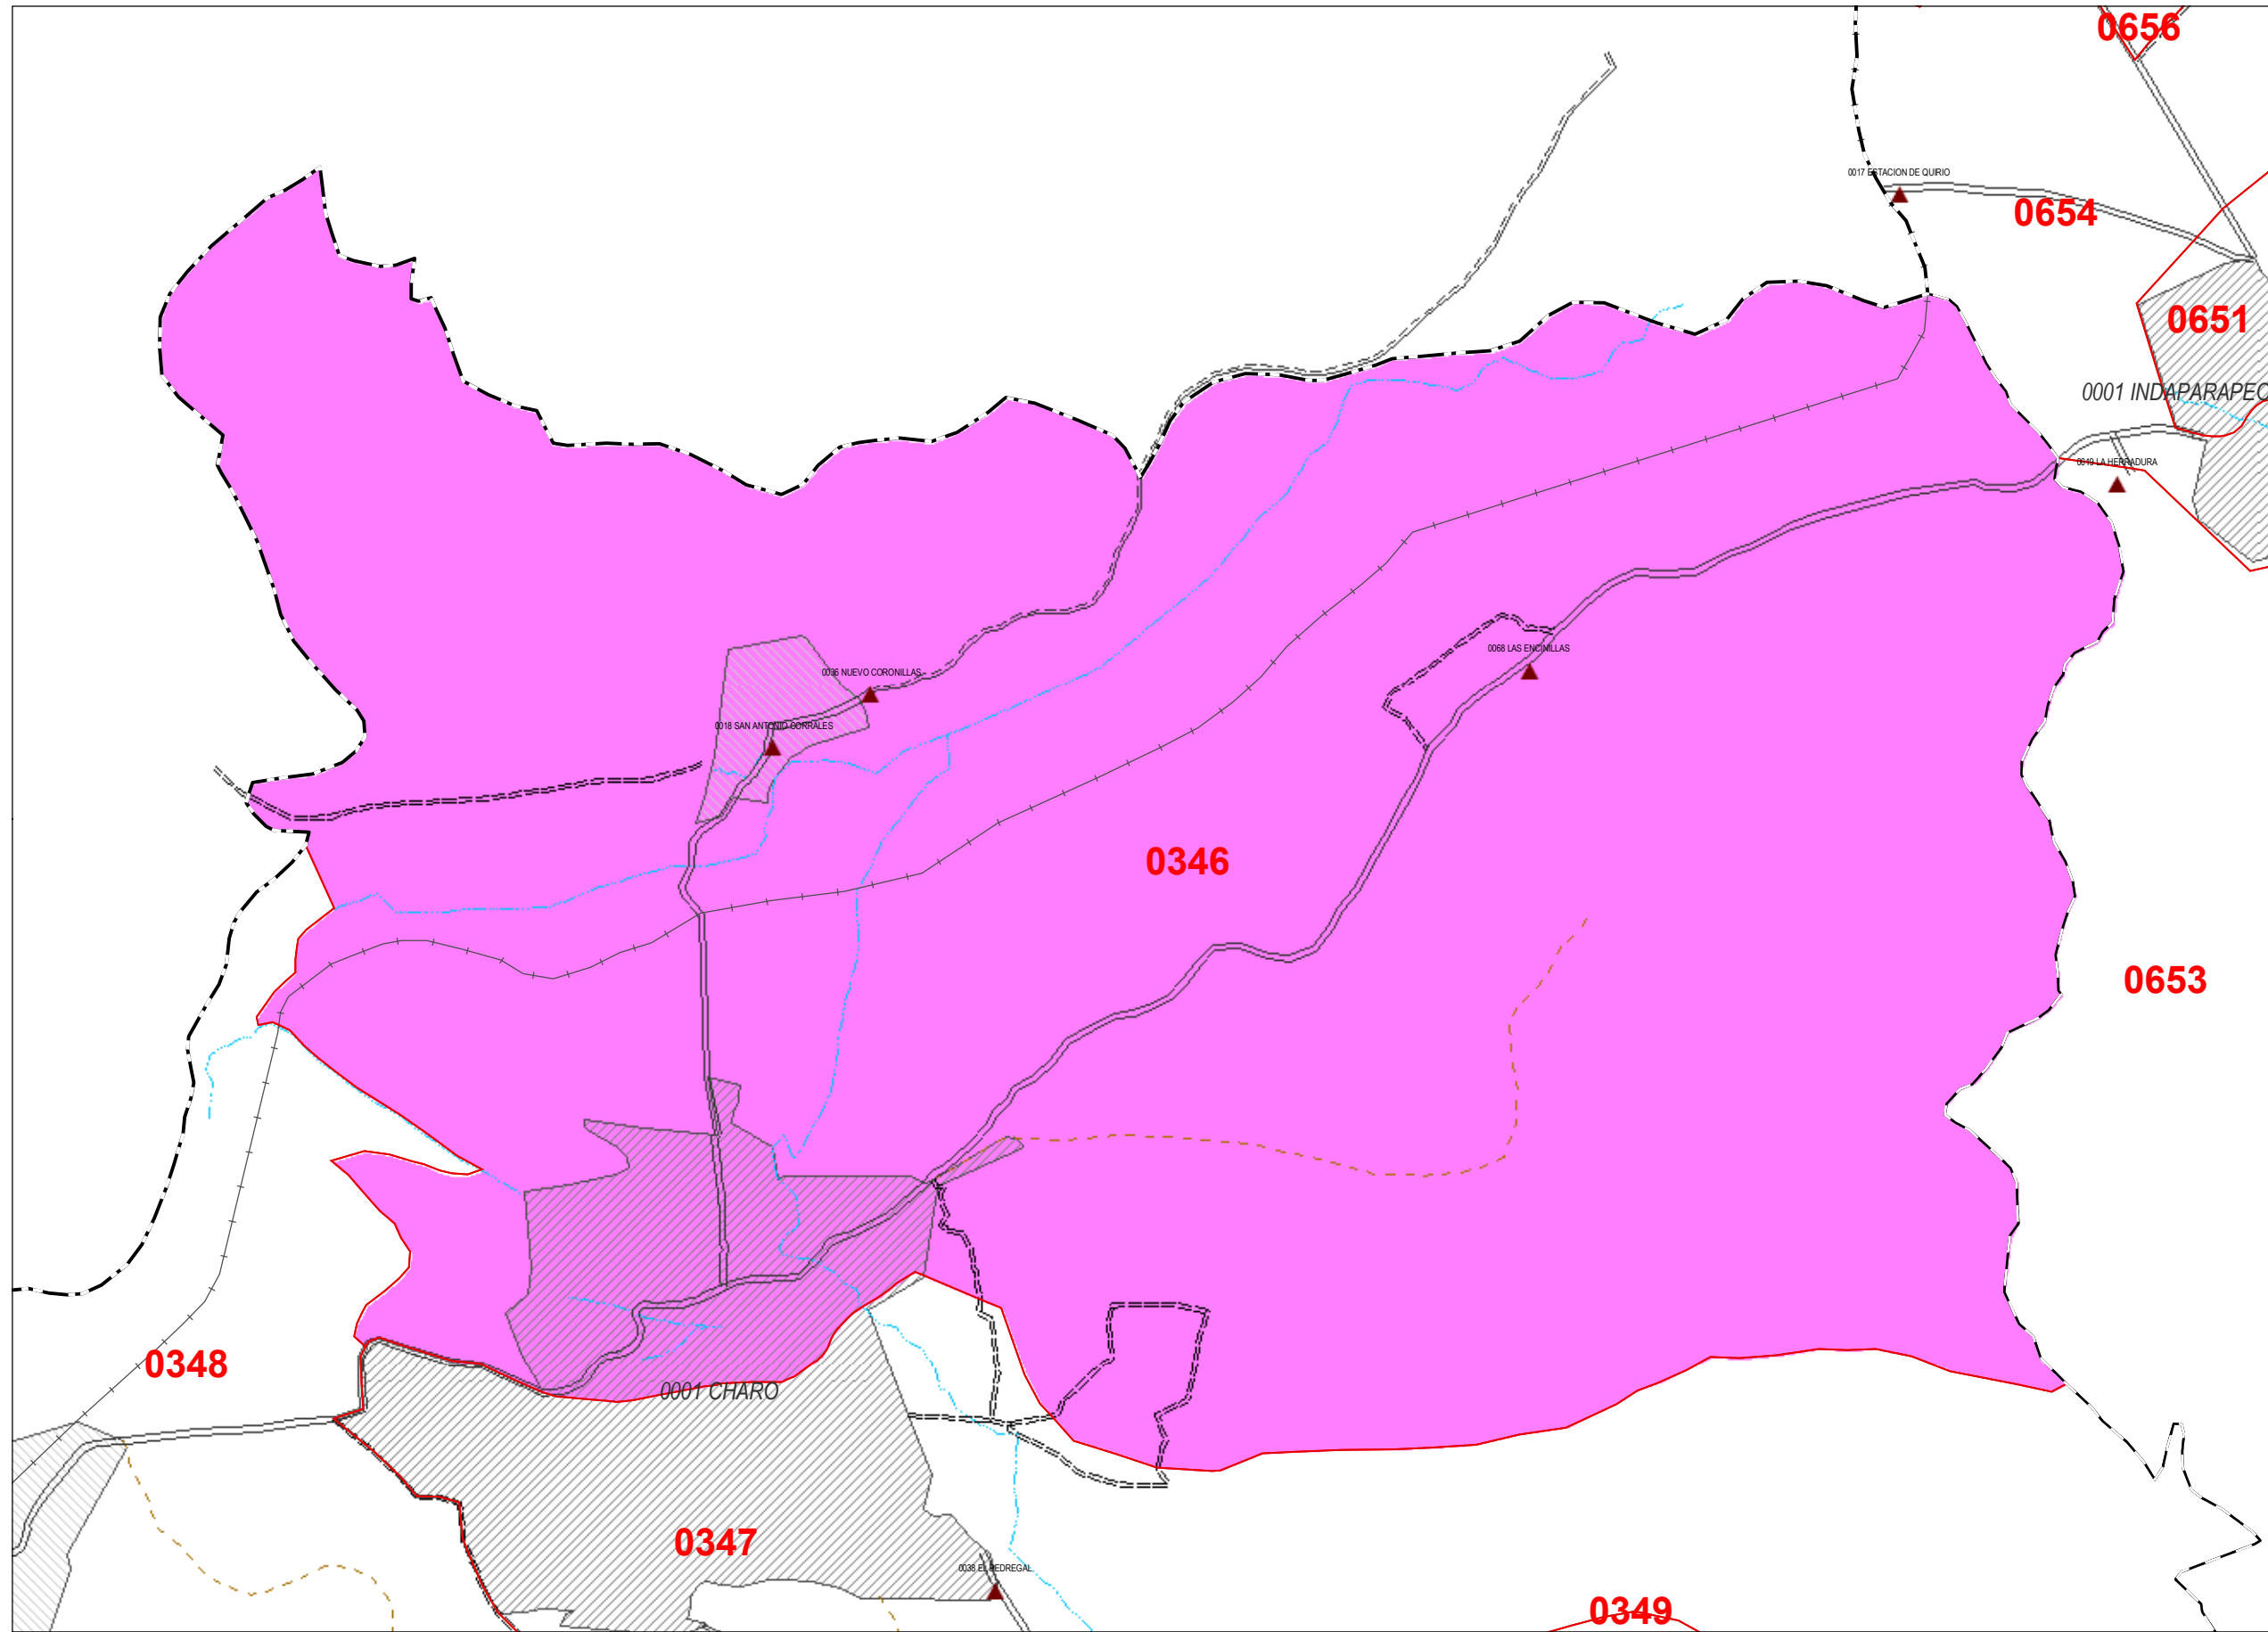 0656
0017 ESTACION DE QUIRIO
0654
0651
0001 INDAPARAPEO
0049 LA HERRADURA
0068 LAS ENCINILLAS
0036 NUEVO CORONILLAS
0018 SAN ANTONIO CORRALES
0346
0653
0348
0001 CHARO
0347
0038 EL PEDREGAL
0349